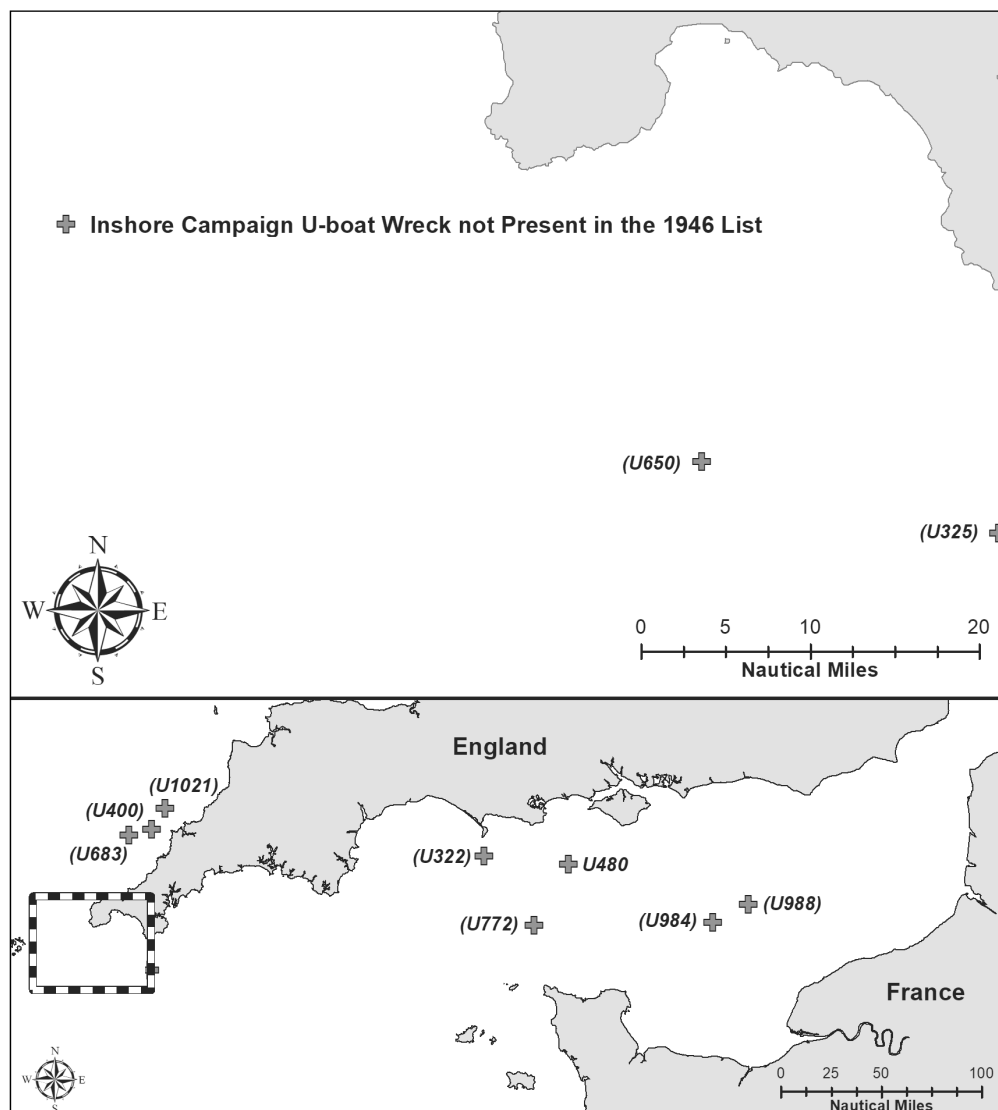 Inshore Campaign U-boat Wreck not Present in the 1946 List
(U650)
(U325)
N
W E
S
0 5 10 20
Nautical Miles
England
(U1021)
(U400)
(U683)
(U322)
U480
(U772)
(U984)
(U988)
France
N
W E
S
0 25 50 100
Nautical Miles